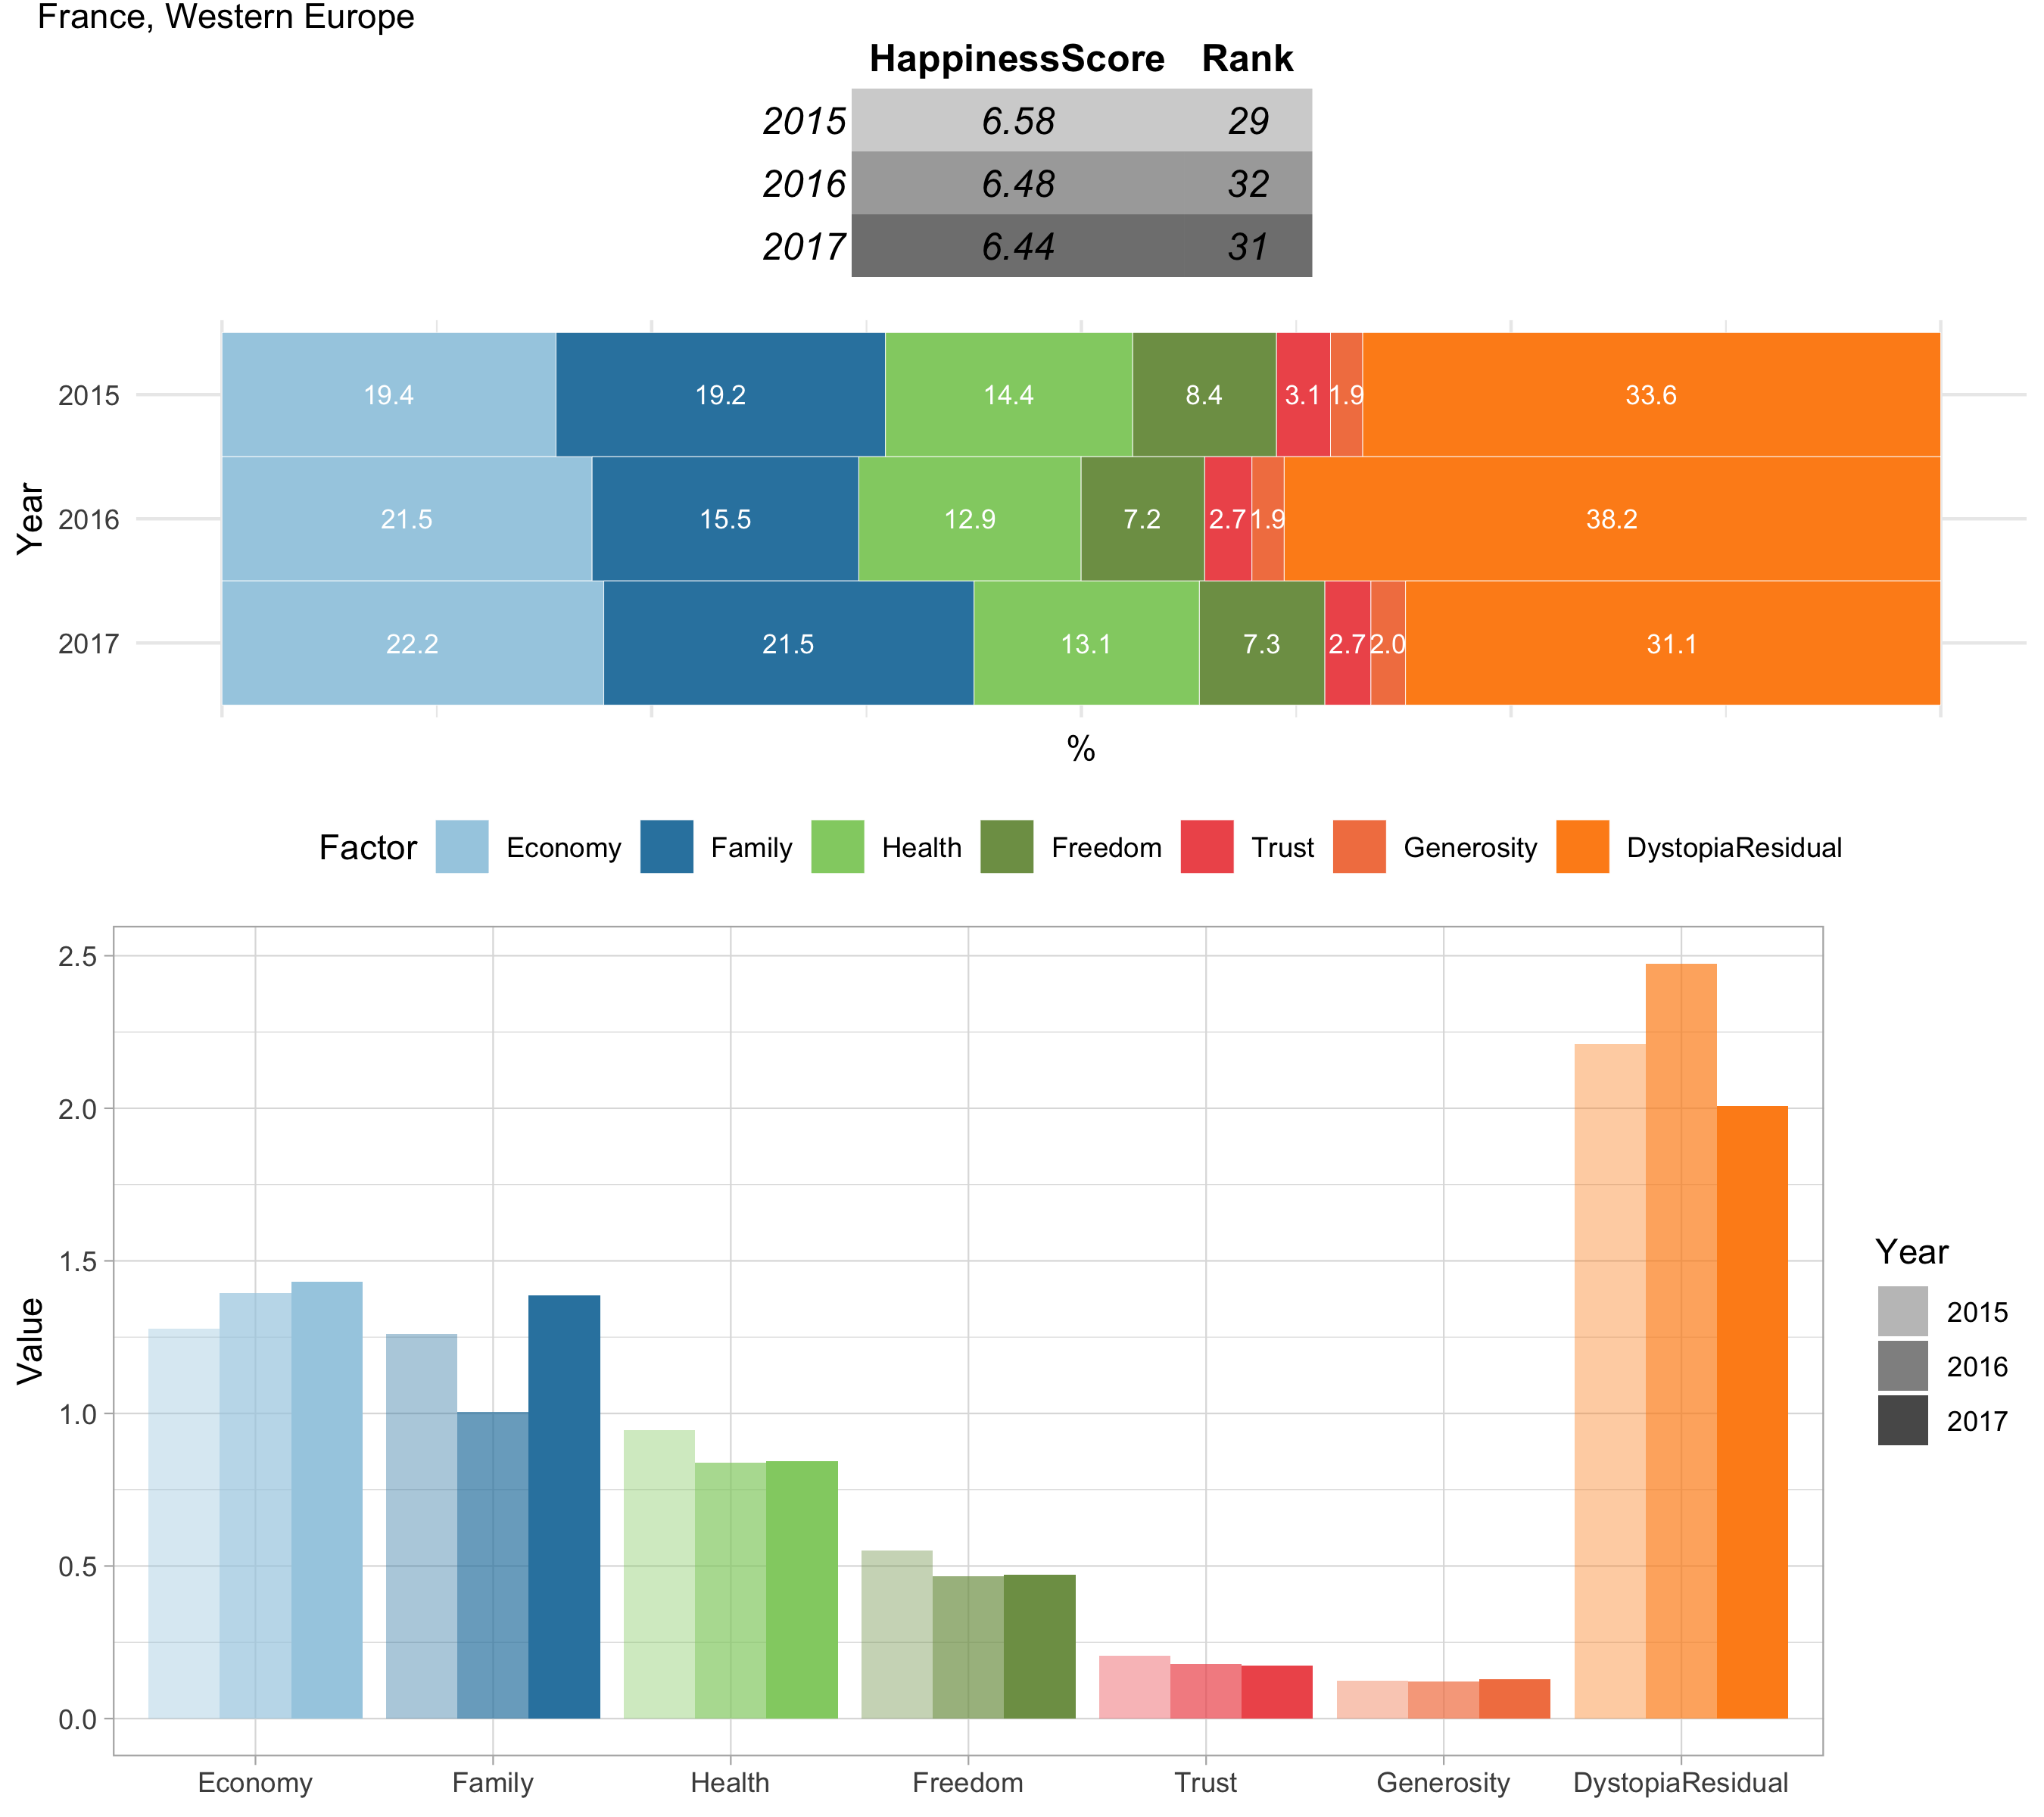 France, Western Europe
HappinessScore Rank
2015 6.58 29
2016 6.48 32
2017 6.44 31
Year
2015 19.4 19.2 14.4 8.4 3.1 1.9 33.6
2016 21.5 15.5 12.9 7.2 2.7 1.9 38.2
2017 22.2 21.5 13.1 7.3 2.7 2.0 31.1
%
Factor Economy Family Health Freedom Trust Generosity DystopiaResidual
Value
2.5
2.0
1.5
1.0
0.5
0.0
Economy Family Health Freedom Trust Generosity DystopiaResidual
Year
2015
2016
2017